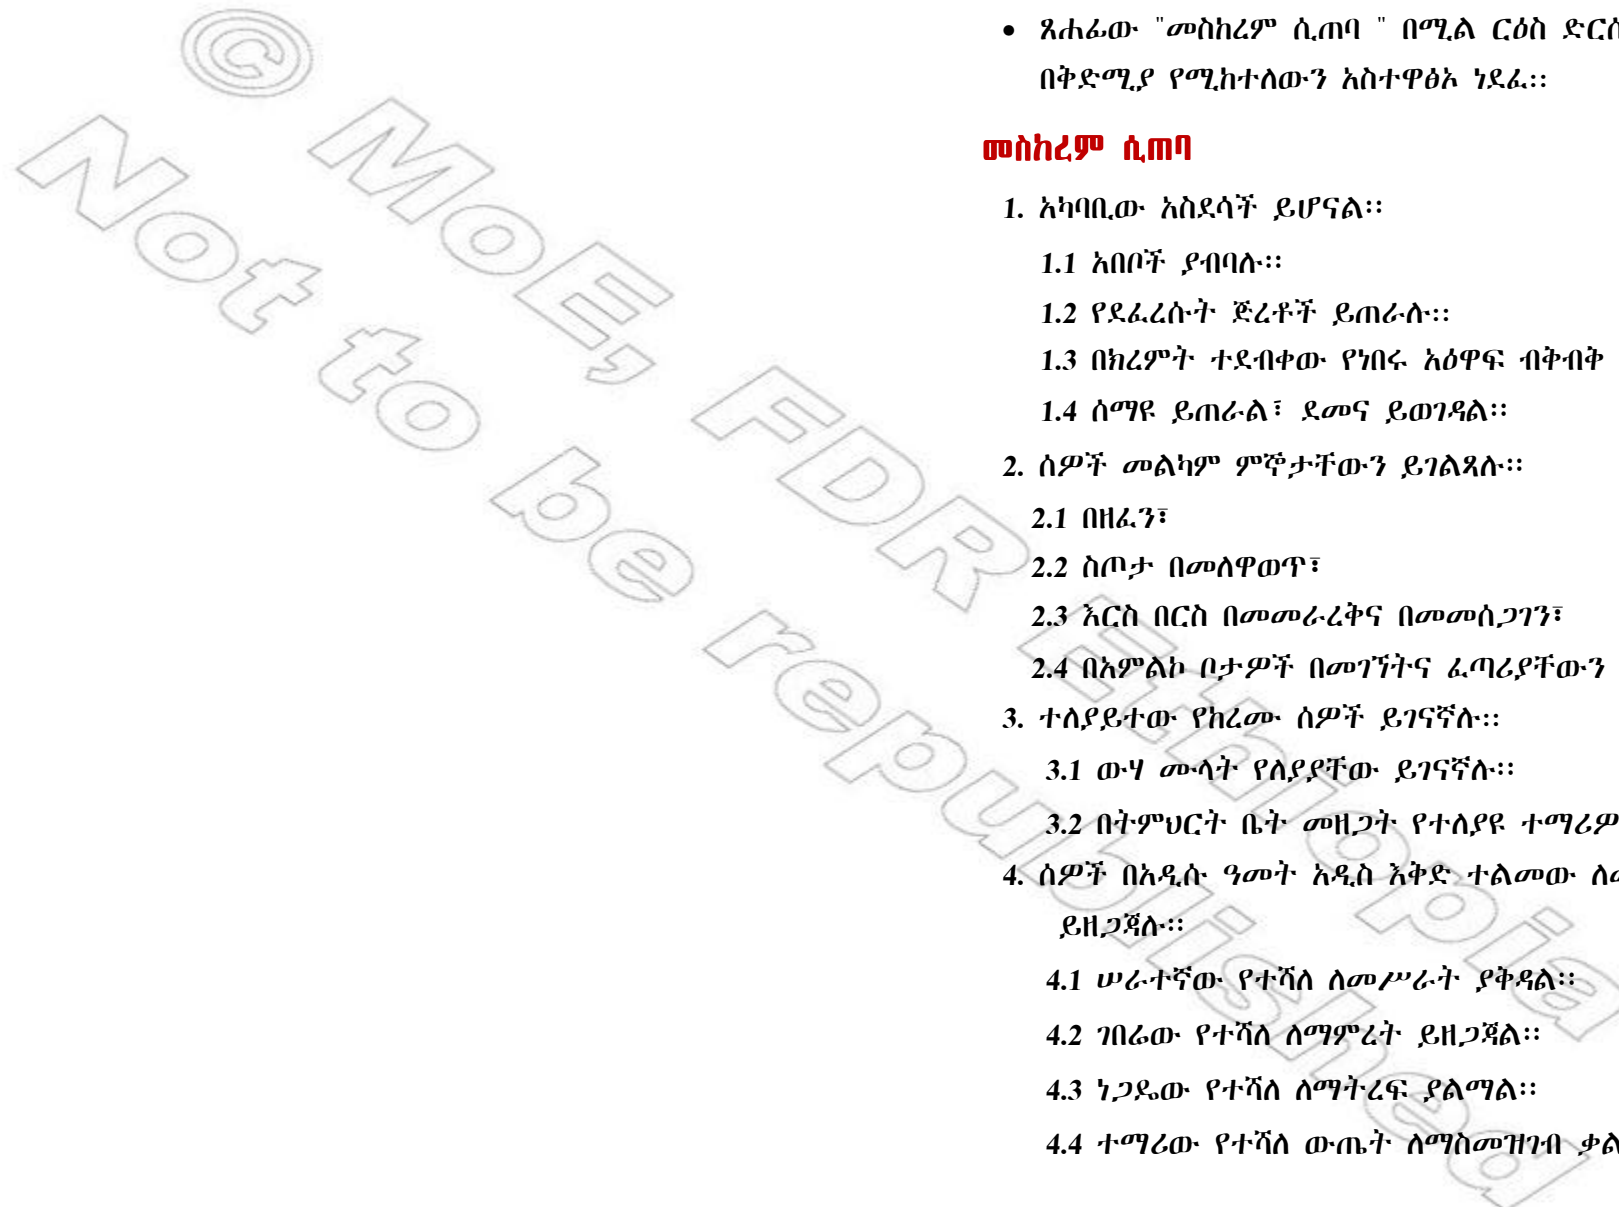 • ጸሐፊው "መስከረም ሲጠባ " በሚል ርዕስ
በቅድሚያ የሚከተለውን አስተዋፅኦ ነደፈ፡፡
መስከረም ሲጠባ
1. አካባቢው አስደሳች ይሆናል፡፡
1.1 አበቦች ያብባሉ፡፡
1.2 የደፈረሱት ጅረቶች ይጠራሉ፡፡
1.3 በክረምት ተደብቀው የነበሩ አዕዋፍ ብቅብቅ
1.4 ሰማዩ ይጠራል፣ ደመና ይወገዳል፡፡
2. ሰዎች መልካም ምኞታቸውን ይገልጻሉ፡፡
2.1 በዘፈን፣
2.2 ስጦታ በመለዋወጥ፣
2.3 እርስ በርስ በመመራረቅና በመመሰጋገን፣
2.4 በአምልኮ ቦታዎች በመገኘትና ፈጣሪያቸውን
3. ተለያይተው የከረሙ ሰዎች ይገናኛሉ፡፡
3.1 ውሃ ሙላት የለያያቸው ይገናኛሉ፡፡
3.2 በትምህርት ቤት መዘጋት የተለያዩ
4. ሰዎች በአዲሱ ዓመት አዲስ እቅድ ተልመው
ይዘጋጃሉ፡፡
4.1 ሠራተኛው የተሻለ ለመሥራት ያቅዳል፡፡
4.2 ገበሬው የተሻለ ለማምረት ይዘጋጃል፡፡
4.3 ነጋዴው የተሻለ ለማትረፍ ያልማል፡፡
4.4 ተማሪው የተሻለ ውጤት ለማስመዝገብ
© MoE, FDR Ethiopia
Not to be republished